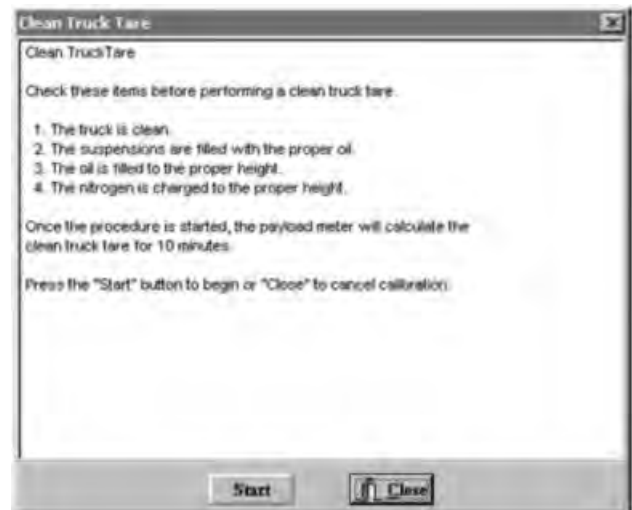 Clean Truck Tare
Clean Truck Tare
Check these items before performing a clean truck tare.
1. The truck is clean.
2. The suspensions are filled with the proper oil.
3. The oil is filled to the proper height.
4. The nitrogen is charged to the proper height.
Once the procedure is started, the payload meter will calculate the
clean truck tare for 10 minutes.
Press the "Start" button to begin or "Close" to cancel calibration.
Start
Close